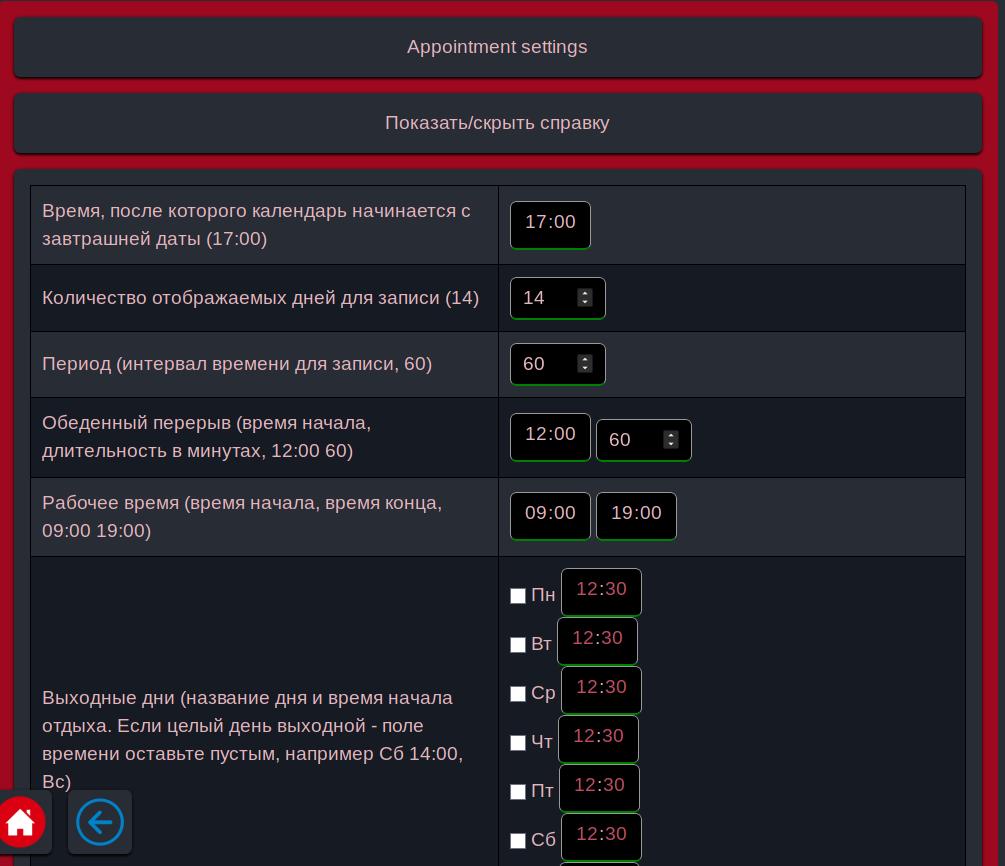 Appointment settings
Показать/скрыть справку
Время, после которого календарь начинается с
завтрашней даты (17:00)
17:00
Количество отображаемых дней для записи (14)
14
Период (интервал времени для записи, 60)
60
Обеденный перерыв (время начала,
длительность в минутах, 12:00 60)
12:00 60
Рабочее время (время начала, время конца,
09:00 19:00)
09:00 19:00
Выходные дни (название дня и время начала
отдыха. Если целый день выходной - поле
времени оставьте пустым, например Сб 14:00,
Вс)
Пн 12:30
Вт 12:30
Ср 12:30
Чт 12:30
Пт 12:30
Сб 12:30